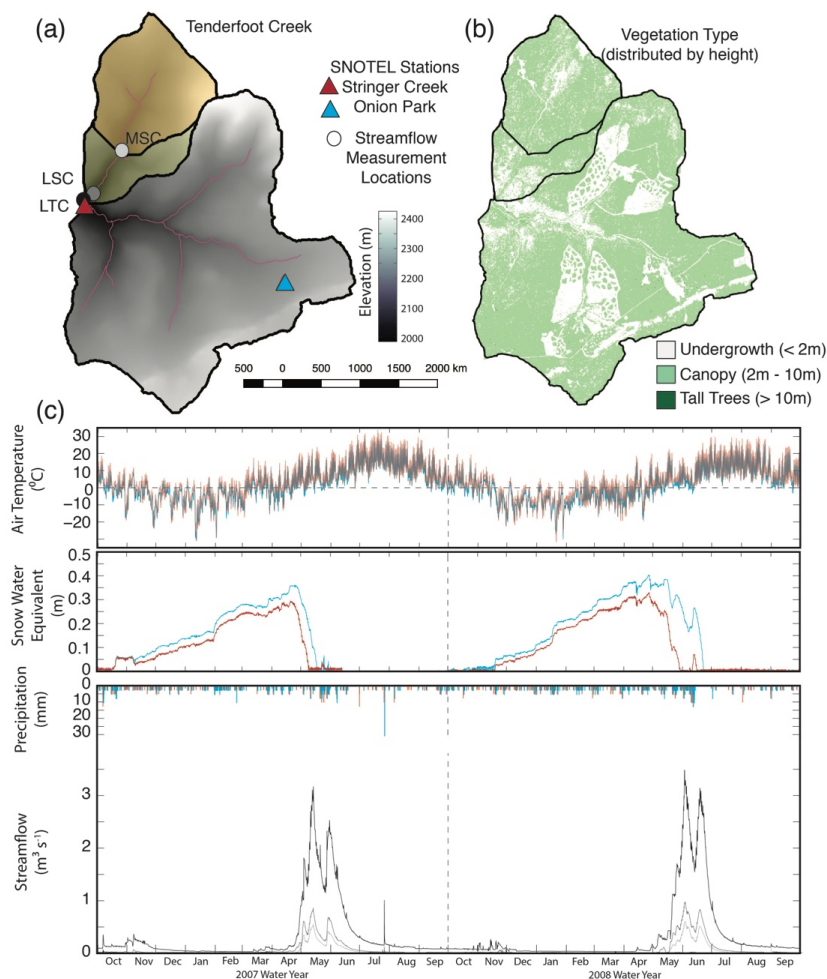 (a)
Tenderfoot Creek
SNOTEL Stations
Stringer Creek
Onion Park
Streamflow
Measurement
Locations
MSC
LSC
LTC
Elevation (m)
2400
2300
2200
2100
2000
500 0 500 1000 1500 2000 km
(b)
Vegetation Type
(distributed by height)
Undergrowth (< 2m)
Canopy (2m - 10m)
Tall Trees (> 10m)
(c)
Air Temperature
(⁰C)
30
20
10
0
−10
−20
Snow Water
Equivalent
(m)
0.5
0.4
0.3
0.2
0.1
0
Precipitation
(mm)
0
10
20
30
Streamflow
(m³ s⁻¹)
3
2
1
0
Oct Nov Dec Jan Feb Mar Apr May Jun Jul Aug Sep Oct Nov Dec Jan Feb Mar Apr May Jun Jul Aug Sep
2007 Water Year 2008 Water Year